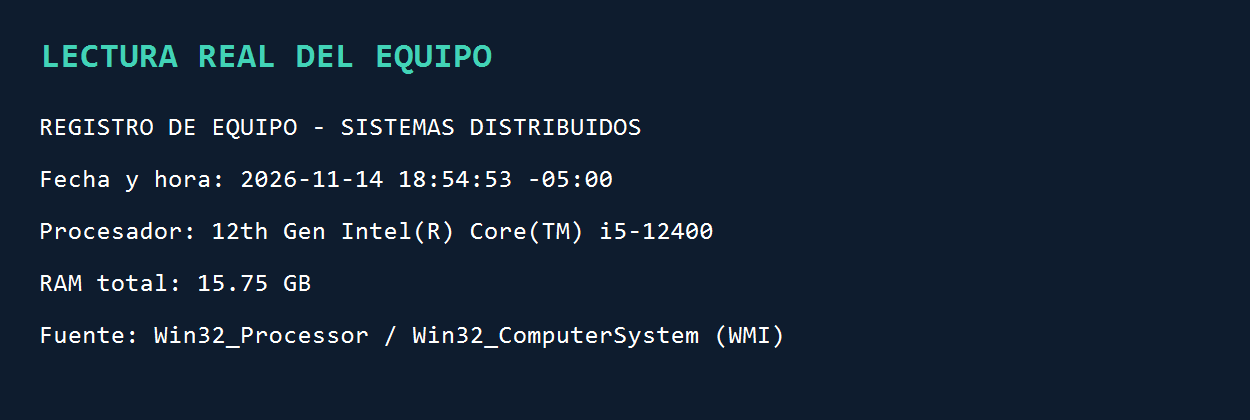 LECTURA REAL DEL EQUIPO
REGISTRO DE EQUIPO - SISTEMAS DISTRIBUIDOS
Fecha y hora: 2026-11-14 18:54:53 -05:00
Procesador: 12th Gen Intel(R) Core(TM) i5-12400
RAM total: 15.75 GB
Fuente: Win32_Processor / Win32_ComputerSystem (WMI)